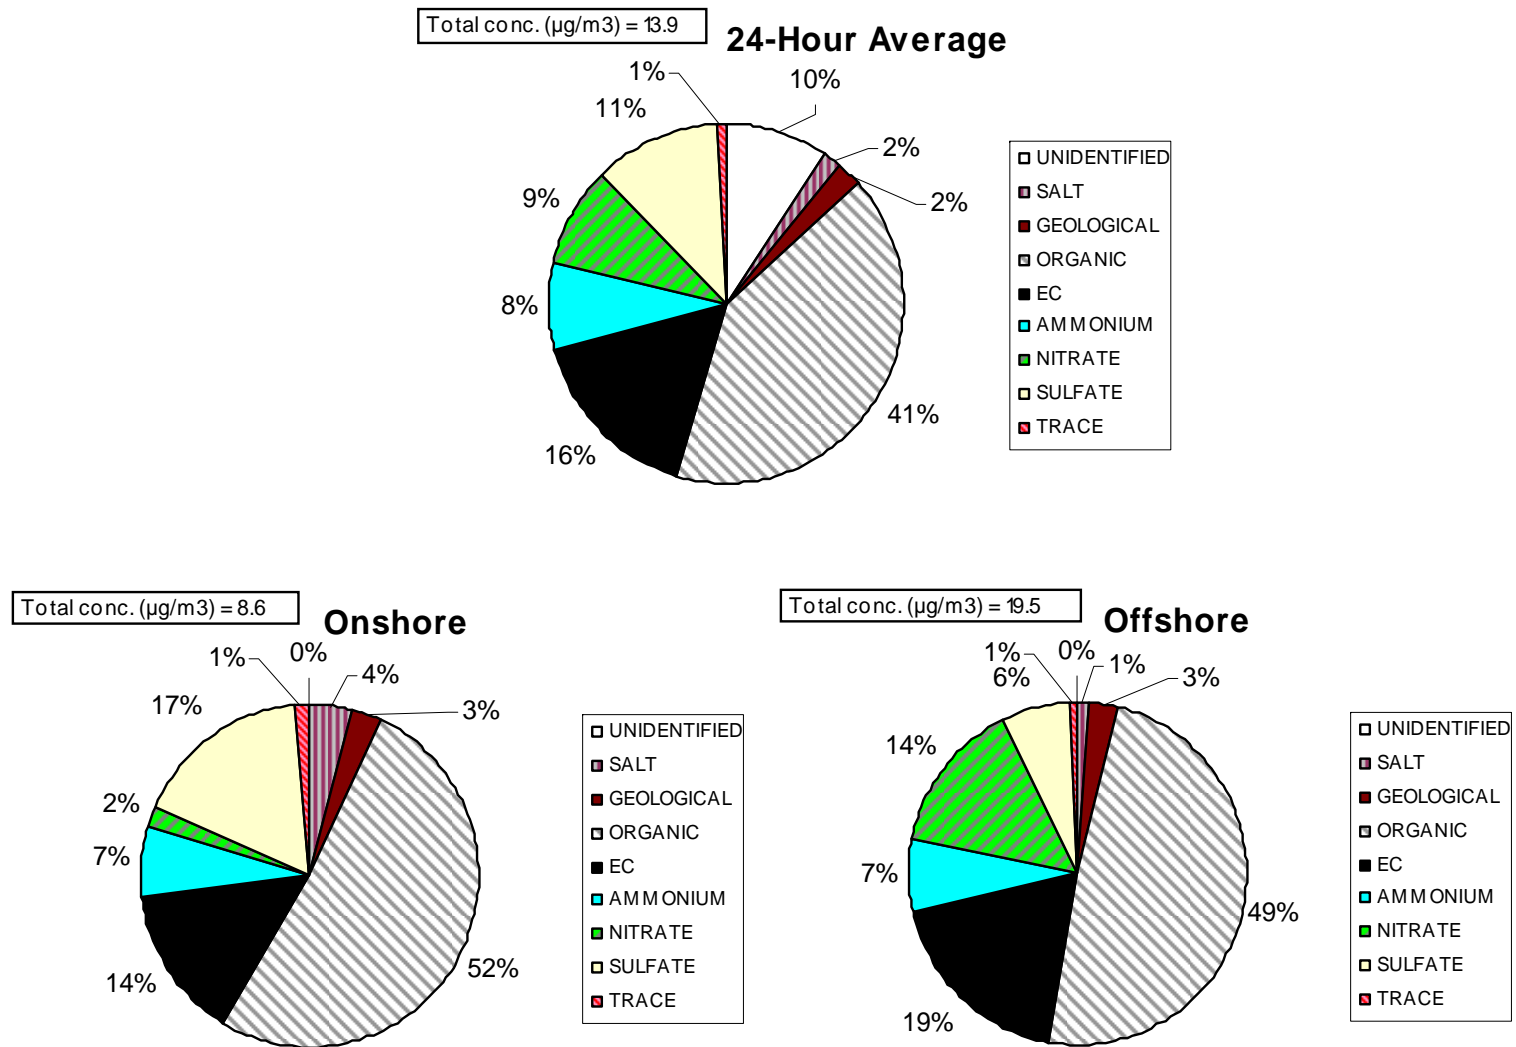 Total conc. (µg/m3) = 13.9
24-Hour Average
1%
10%
11%
2%
2%
9%
8%
41%
16%
UNIDENTIFIED
SALT
GEOLOGICAL
ORGANIC
EC
AMMONIUM
NITRATE
SULFATE
TRACE
Total conc. (µg/m3) = 8.6
Onshore
1%
0%
4%
17%
3%
2%
7%
14%
52%
UNIDENTIFIED
SALT
GEOLOGICAL
ORGANIC
EC
AMMONIUM
NITRATE
SULFATE
TRACE
Total conc. (µg/m3) = 19.5
Offshore
1%
0%
1%
6%
3%
14%
7%
49%
19%
UNIDENTIFIED
SALT
GEOLOGICAL
ORGANIC
EC
AMMONIUM
NITRATE
SULFATE
TRACE